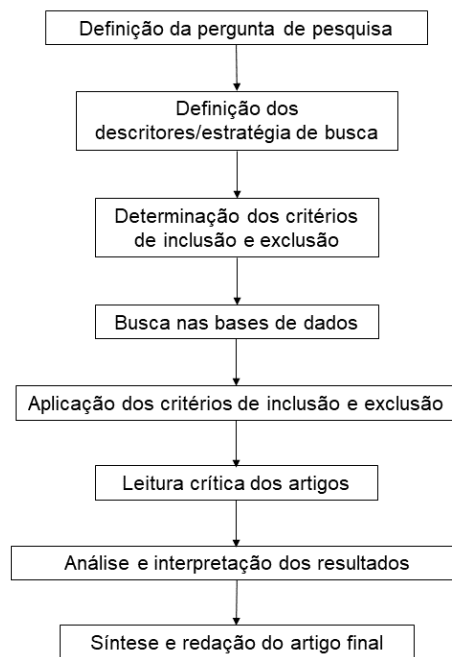 Definição da pergunta de pesquisa
Definição dos
descritores/estratégia de busca
Determinação dos critérios
de inclusão e exclusão
Busca nas bases de dados
Aplicação dos critérios de inclusão e exclusão
Leitura crítica dos artigos
Análise e interpretação dos resultados
Síntese e redação do artigo final